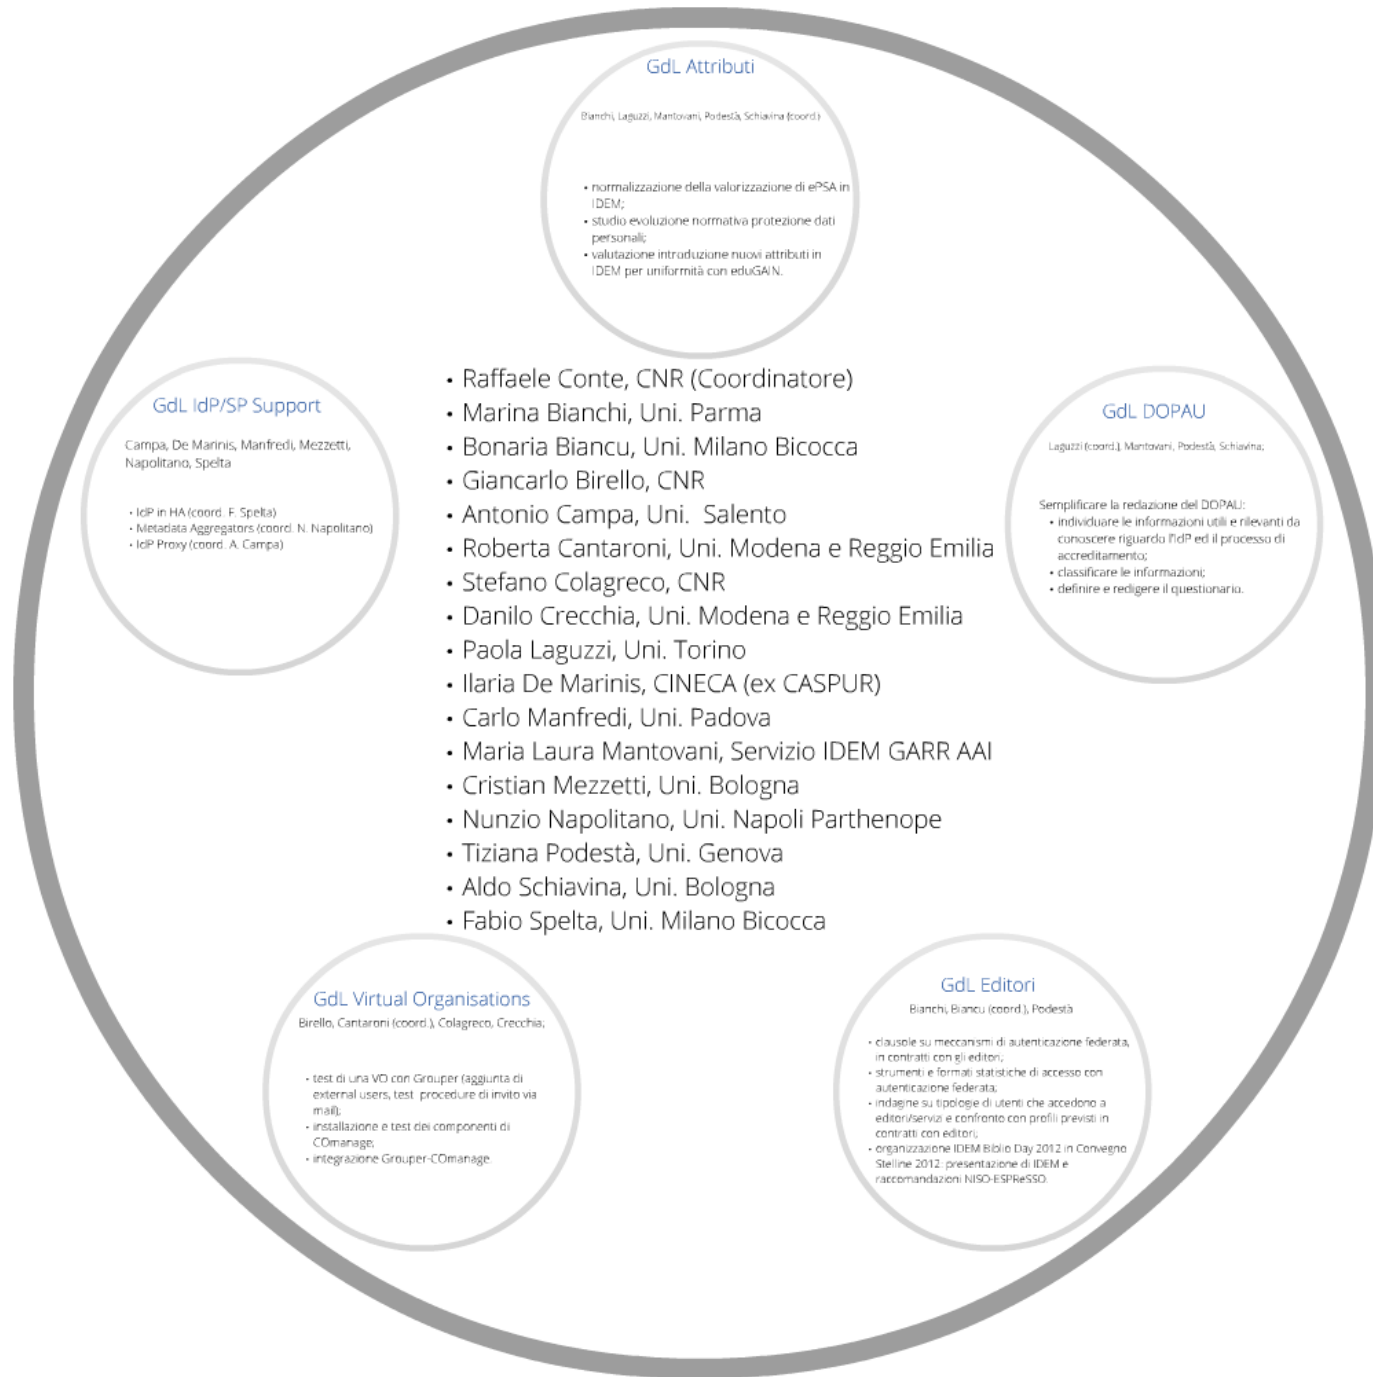 GdL Attributi
Bianchi, Laguzzi, Mantovani, Podestà, Schiavina (coord.)
• normalizzazione della valorizzazione di ePSA in
IDEM;
• studio evoluzione normativa protezione dati
personali;
• valutazione introduzione nuovi attributi in
IDEM per uniformità con eduGAIN.
GdL IdP/SP Support
Campa, De Marinis, Manfredi, Mezzetti,
Napolitano, Spelta
• IdP in HA (coord. F. Spelta)
• Metadata Aggregators (coord. N. Napolitano)
• IdP Proxy (coord. A. Campa)
• Raffaele Conte, CNR (Coordinatore)
• Marina Bianchi, Uni. Parma
• Bonaria Biancu, Uni. Milano Bicocca
• Giancarlo Birello, CNR
• Antonio Campa, Uni. Salento
• Roberta Cantaroni, Uni. Modena e Reggio Emilia
• Stefano Colagreco, CNR
• Danilo Crecchia, Uni. Modena e Reggio Emilia
• Paola Laguzzi, Uni. Torino
• Ilaria De Marinis, CINECA (ex CASPUR)
• Carlo Manfredi, Uni. Padova
• Maria Laura Mantovani, Servizio IDEM GARR AAI
• Cristian Mezzetti, Uni. Bologna
• Nunzio Napolitano, Uni. Napoli Parthenope
• Tiziana Podestà, Uni. Genova
• Aldo Schiavina, Uni. Bologna
• Fabio Spelta, Uni. Milano Bicocca
GdL DOPAU
Laguzzi (coord.), Mantovani, Podestà, Schiavina;
Semplificare la redazione del DOPAU:
• individuare le informazioni utili e rilevanti da
conoscere riguardo l'IdP ed il processo di
accreditamento;
• classificare le informazioni;
• definire e redigere il questionario.
GdL Virtual Organisations
Birello, Cantaroni (coord.), Colagreco, Crecchia;
• test di una VO con Grouper (aggiunta di
external users, test procedure di invito via
mail);
• installazione e test dei componenti di
COmanage;
• integrazione Grouper-COmanage.
GdL Editori
Bianchi, Biancu (coord.), Podestà
• clausole su meccanismi di autenticazione federata,
in contratti con gli editori;
• strumenti e formati statistiche di accesso con
autenticazione federata;
• indagine su tipologie di utenti che accedono a
editori/servizi e confronto con profili previsti in
contratti con editori;
• organizzazione IDEM Biblio Day 2012 in Convegno
Stelline 2012: presentazione di IDEM e
raccomandazioni NISO-ESPReSSO.